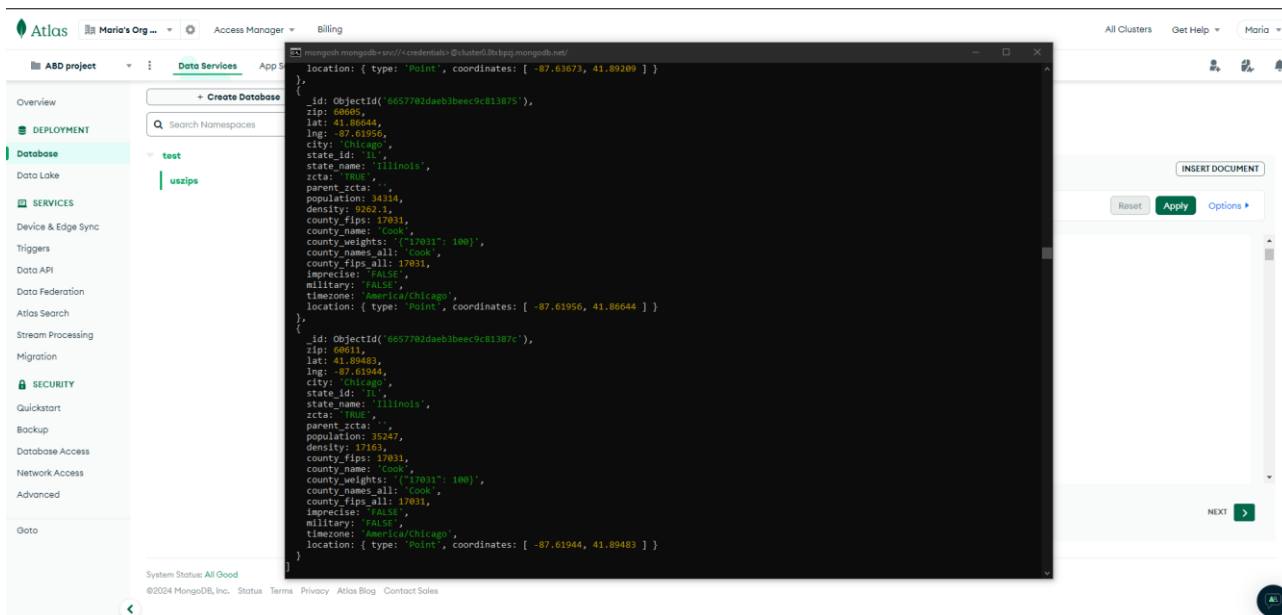 Atlas
Maria's Org ...
Access Manager
Billing
All Clusters
Get Help
Maria
ABD project
Data Services
App S
Overview
DEPLOYMENT
Database
Data Lake
SERVICES
Device & Edge Sync
Triggers
Data API
Data Federation
Atlas Search
Stream Processing
Migration
SECURITY
Quickstart
Backup
Database Access
Network Access
Advanced
Goto
+ Create Database
Search Namespaces
test
uszips
mongosh mongodb+srv://<credentials>@cluster0.8txbpzj.mongodb.net/
location: { type: 'Point', coordinates: [ -87.63673, 41.89209 ] }
},
{
_id: ObjectId('6657702daeb3beec9c813875'),
zip: 60605,
lat: 41.86644,
lng: -87.61956,
city: 'Chicago',
state_id: 'IL',
state_name: 'Illinois',
zcta: 'TRUE',
parent_zcta: '',
population: 34314,
density: 9262.1,
county_fips: 17031,
county_name: 'Cook',
county_weights: '{"17031": 100}',
county_names_all: 'Cook',
county_fips_all: 17031,
imprecise: 'FALSE',
military: 'FALSE',
timezone: 'America/Chicago',
location: { type: 'Point', coordinates: [ -87.61956, 41.86644 ] }
},
{
_id: ObjectId('6657702daeb3beec9c81387c'),
zip: 60611,
lat: 41.89483,
lng: -87.61944,
city: 'Chicago',
state_id: 'IL',
state_name: 'Illinois',
zcta: 'TRUE',
parent_zcta: '',
population: 35247,
density: 17163,
county_fips: 17031,
county_name: 'Cook',
county_weights: '{"17031": 100}',
county_names_all: 'Cook',
county_fips_all: 17031,
imprecise: 'FALSE',
military: 'FALSE',
timezone: 'America/Chicago',
location: { type: 'Point', coordinates: [ -87.61944, 41.89483 ] }
}
]
INSERT DOCUMENT
Reset
Apply
Options
NEXT
System Status: All Good
©2024 MongoDB, Inc. Status Terms Privacy Atlas Blog Contact Sales